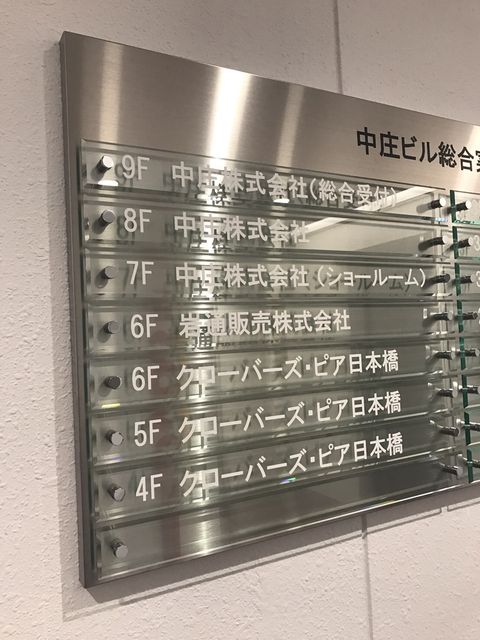 中庄ビル総合案
9F 中庄株式会社(総合受付)
8F 中庄株式会社
7F 中庄株式会社(ショールーム)
6F 岩通販売株式会社
6F クローバーズ・ピア日本橋
5F クローバーズ・ピア日本橋
4F クローバーズ・ピア日本橋